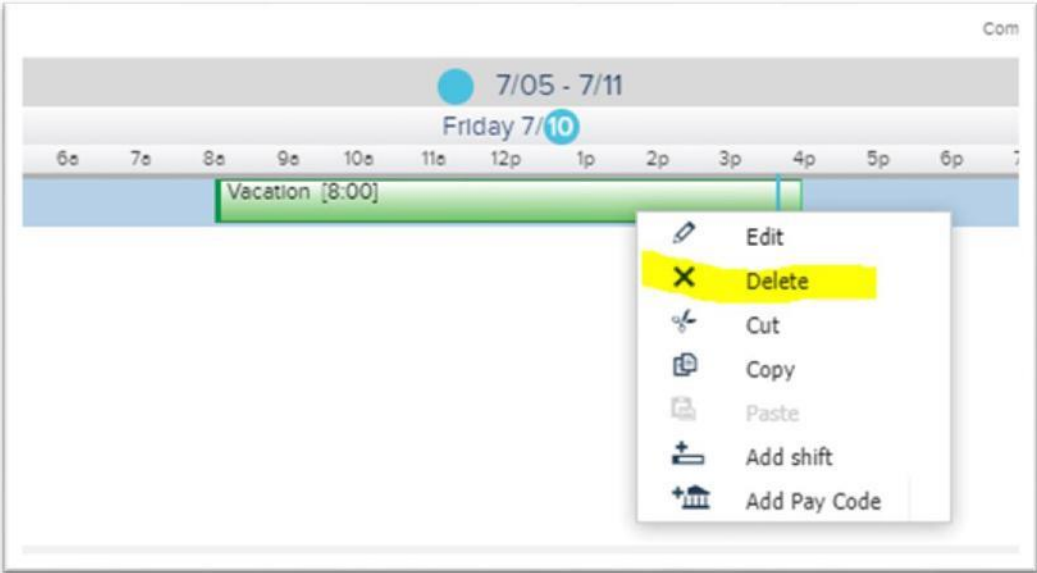 Com
7/05 - 7/11
Friday 7/10
6a 7a 8a 9a 10a 11a 12p 1p 2p 3p 4p 5p 6p 7
Vacation [8:00]
Edit
Delete
Cut
Copy
Paste
Add shift
Add Pay Code